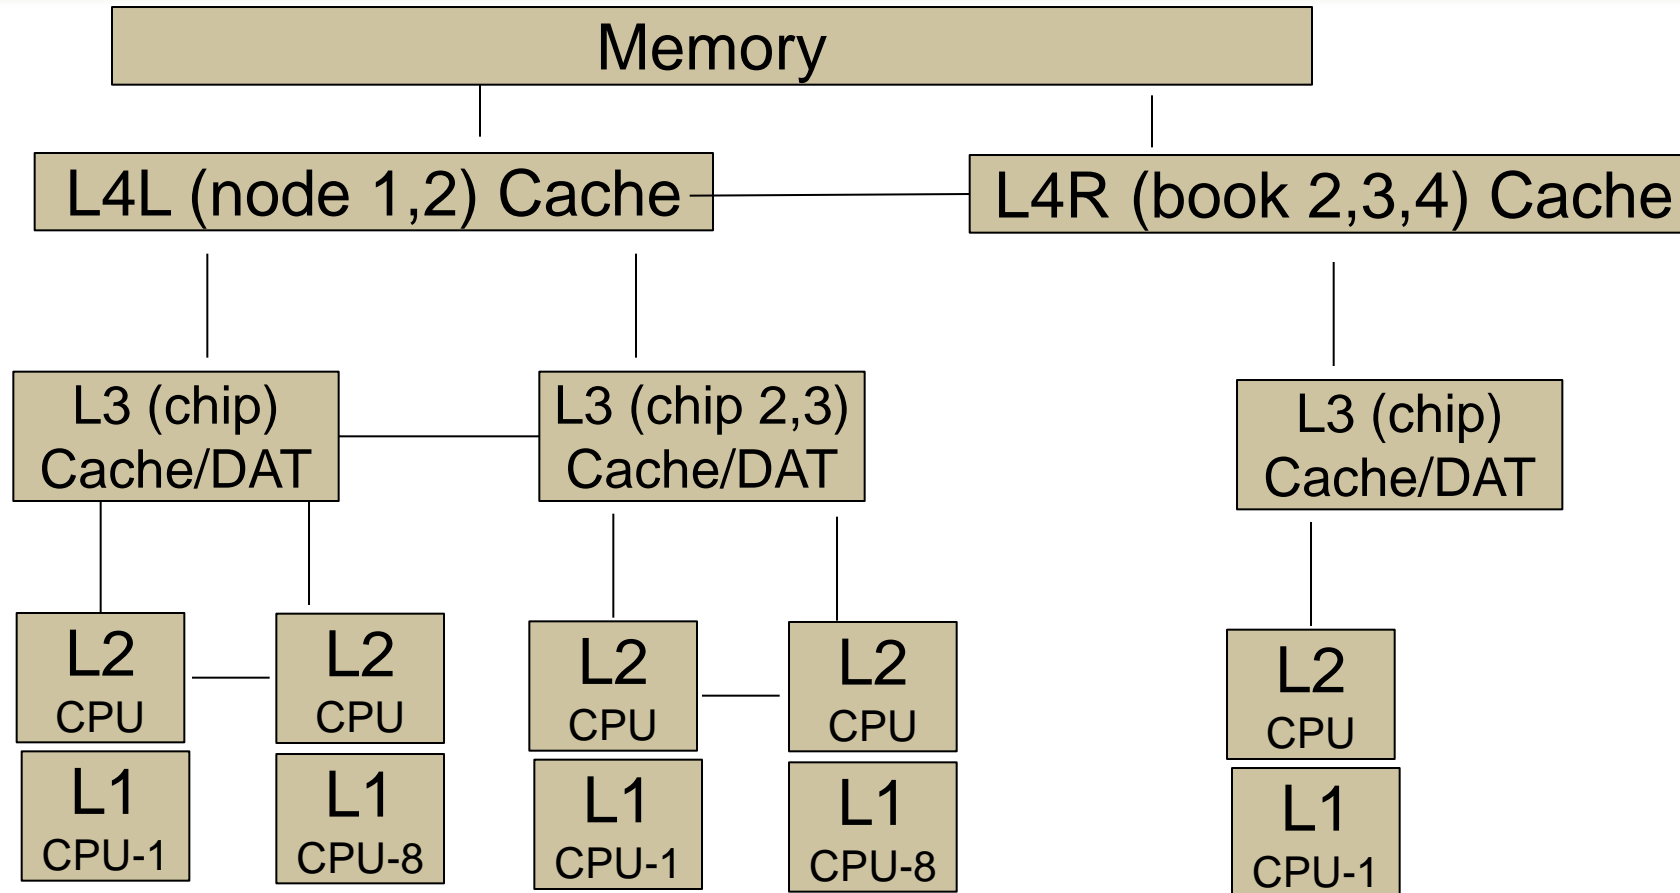 Memory
L4L (node 1,2) Cache
L4R (book 2,3,4) Cache
L3 (chip)
Cache/DAT
L3 (chip 2,3)
Cache/DAT
L3 (chip)
Cache/DAT
L2
CPU
L2
CPU
L2
CPU
L2
CPU
L2
CPU
L1
CPU-1
L1
CPU-8
L1
CPU-1
L1
CPU-8
L1
CPU-1